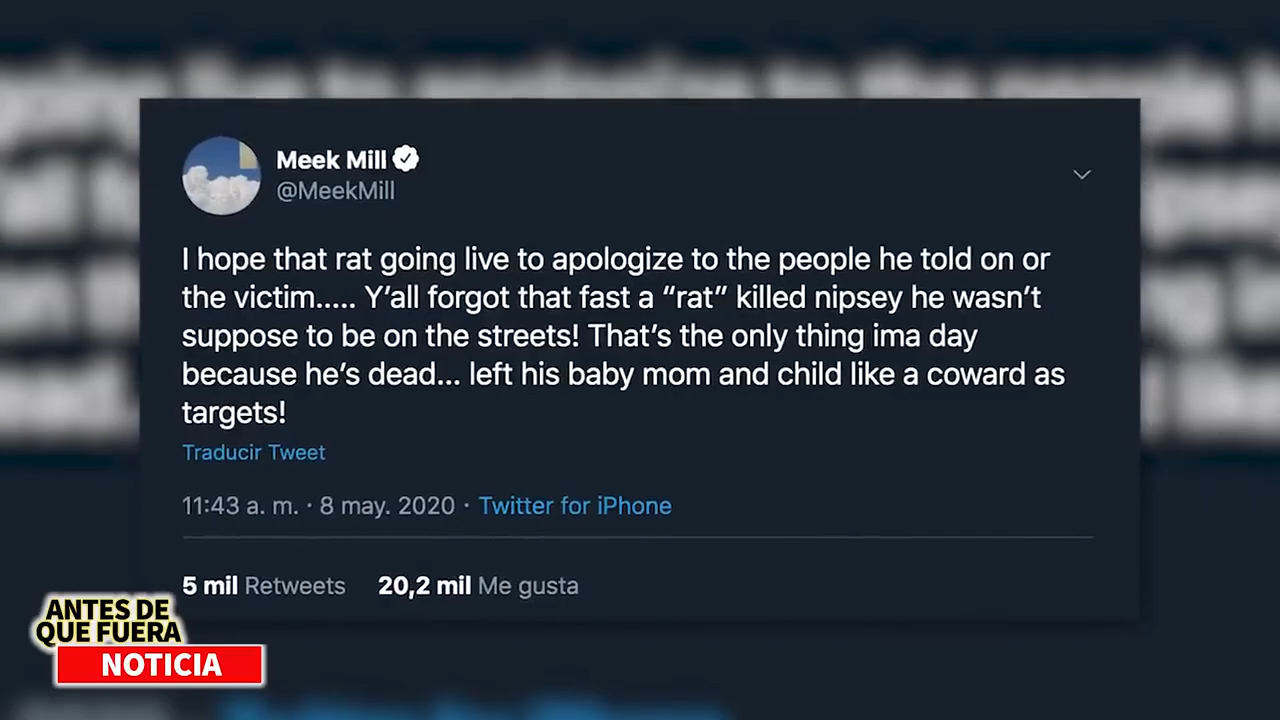 Meek Mill
@MeekMill
I hope that rat going live to apologize to the people he told on or
the victim..... Y'all forgot that fast a “rat” killed nipsey he wasn't
suppose to be on the streets! That's the only thing ima day
because he's dead... left his baby mom and child like a coward as
targets!
Traducir Tweet
11:43 a. m. · 8 may. 2020 · Twitter for iPhone
5 mil Retweets 20,2 mil Me gusta
ANTES DE
QUE FUERA
NOTICIA